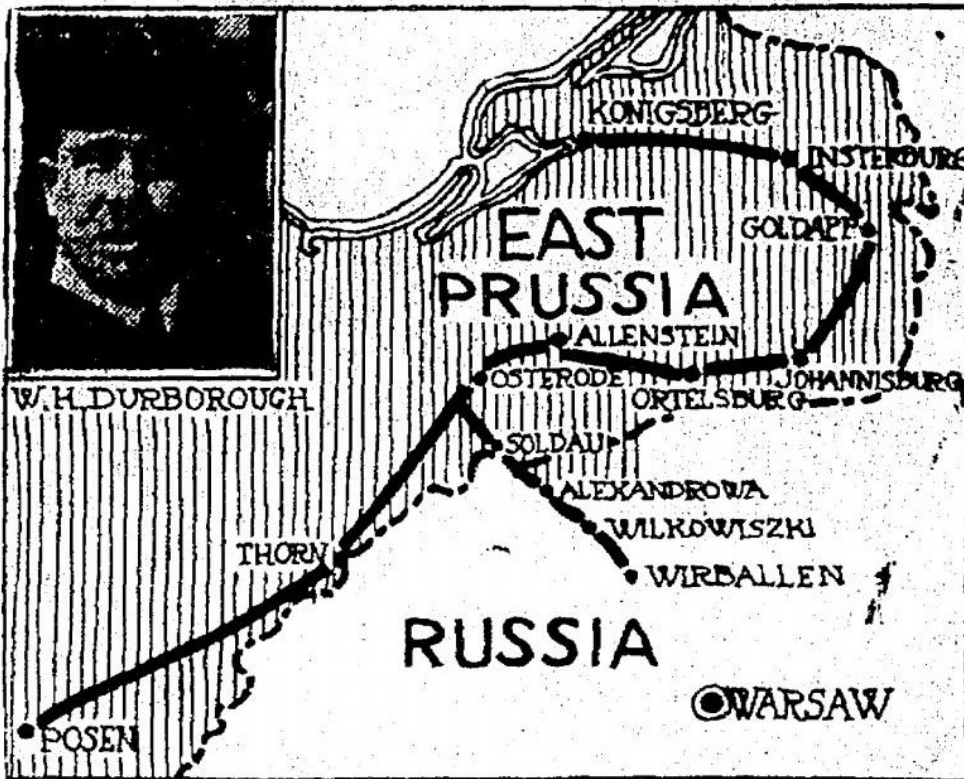 KONIGSBERG
INSTERBURG
GOLDAPP
EAST
PRUSSIA
ALLENSTEIN
OSTERODE
JOHANNISBURG
ORTELSBURG
W.H. DURBOROUGH
SOLDAU
ALEXANDROWA
WILKOWISZKI
THORN
WIRBALLEN
RUSSIA
WARSAW
POSEN